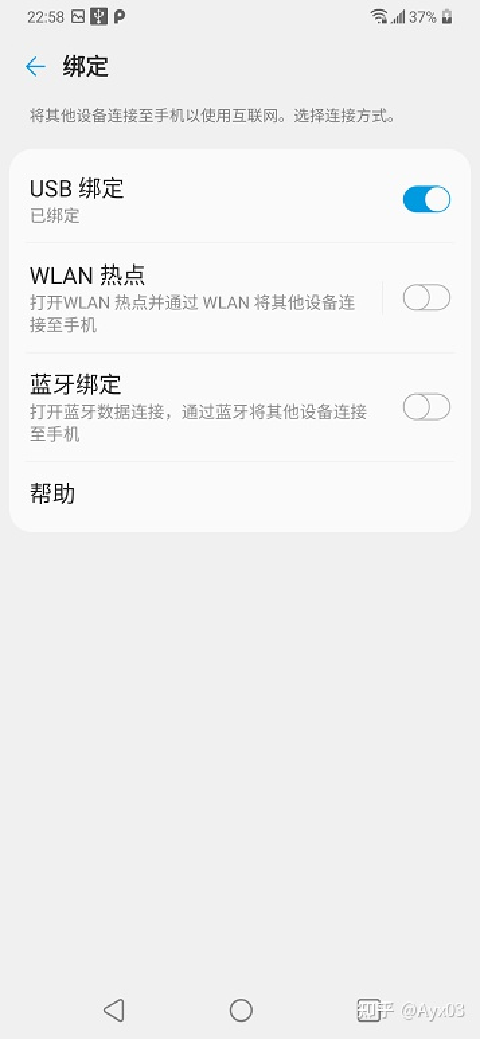 22:58
37%
绑定
将其他设备连接至手机以使用互联网。选择连接方式。
USB 绑定
已绑定
WLAN 热点
打开WLAN 热点并通过 WLAN 将其他设备连
接至手机
蓝牙绑定
打开蓝牙数据连接，通过蓝牙将其他设备连接
至手机
帮助
知乎 @Ayx03